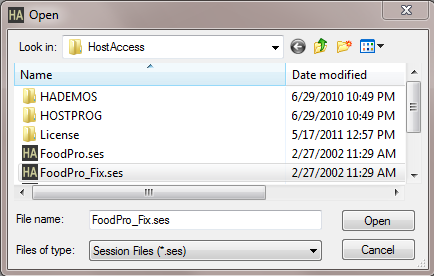 HA Open
Look in: HostAccess
Name Date modified
HADEMOS 6/29/2010 10:49 PM
HOSTPROG 6/29/2010 10:49 PM
License 5/17/2011 12:57 PM
HA FoodPro.ses 2/27/2002 11:29 AM
HA FoodPro_Fix.ses 2/27/2002 11:29 AM
File name: FoodPro_Fix.ses Open
Files of type: Session Files (*.ses) Cancel